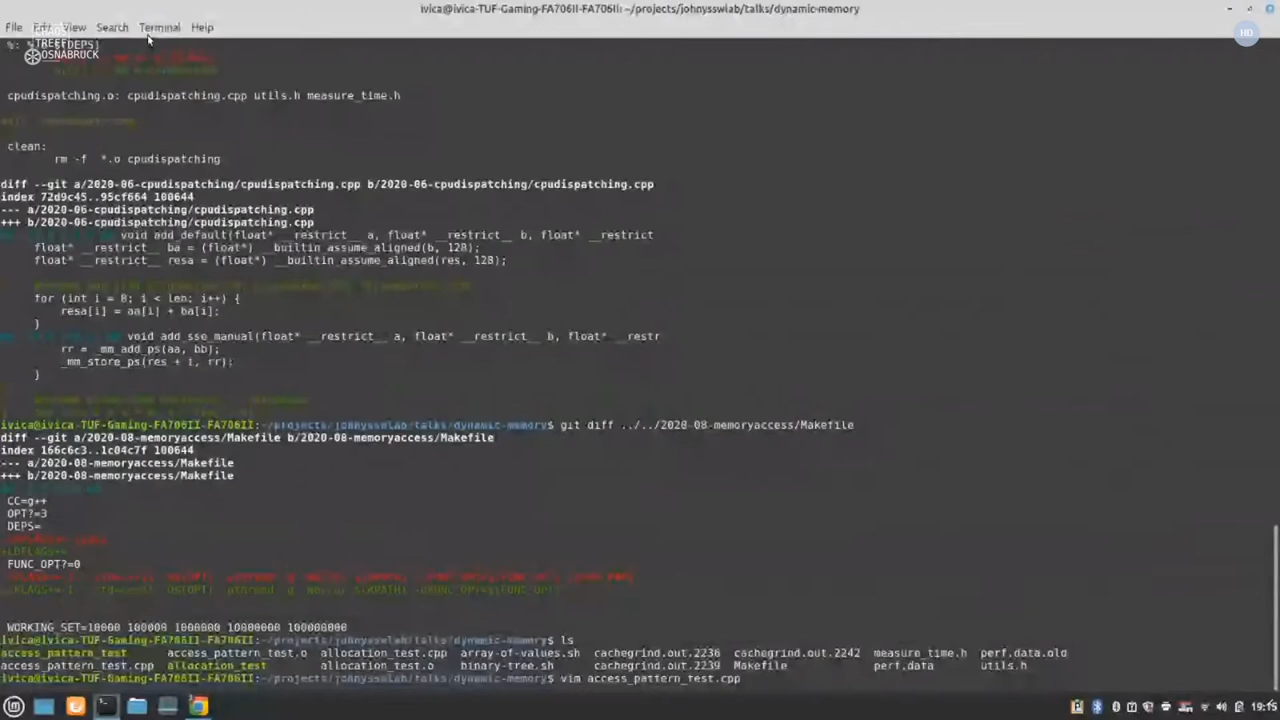 ivica@ivica-TUF-Gaming-FA706II-FA706II: ~/projects/johnysswlab/talks/dynamic-memory
File Edit View Search Terminal Help
HD
TREFF
OSNABRÜCK
cpudispatching.o: cpudispatching.cpp utils.h measure_time.h
clean:
rm -f *.o cpudispatching
diff --git a/2020-06-cpudispatching/cpudispatching.cpp b/2020-06-cpudispatching/cpudispatching.cpp
index 72d9c45..95cf664 100644
--- a/2020-06-cpudispatching/cpudispatching.cpp
+++ b/2020-06-cpudispatching/cpudispatching.cpp
void add_default(float* __restrict__ a, float* __restrict__ b, float* __restrict
float* __restrict__ ba = (float*) __builtin_assume_aligned(b, 128);
float* __restrict__ resa = (float*) __builtin_assume_aligned(res, 128);
for (int i = 0; i < len; i++) {
resa[i] = aa[i] + ba[i];
}
void add_sse_manual(float* __restrict__ a, float* __restrict__ b, float* __restr
rr = _mm_add_ps(aa, bb);
_mm_store_ps(res + i, rr);
}
ivica@ivica-TUF-Gaming-FA706II-FA706II:~/projects/johnysswlab/talks/dynamic-memory$ git diff ../../2020-08-memoryaccess/Makefile
diff --git a/2020-08-memoryaccess/Makefile b/2020-08-memoryaccess/Makefile
index 166c6c3..1c04c7f 100644
--- a/2020-08-memoryaccess/Makefile
+++ b/2020-08-memoryaccess/Makefile
CC=g++
OPT?=3
DEPS=
FUNC_OPT?=0
WORKING_SET=10000 100000 1000000 10000000 100000000
ivica@ivica-TUF-Gaming-FA706II-FA706II:~/projects/johnysswlab/talks/dynamic-memory$ ls
access_pattern_test access_pattern_test.o allocation_test.cpp array-of-values.sh cachegrind.out.2236 cachegrind.out.2242 measure_time.h perf.data.old
access_pattern_test.cpp allocation_test allocation_test.o binary-tree.sh cachegrind.out.2239 Makefile perf.data utils.h
ivica@ivica-TUF-Gaming-FA706II-FA706II:~/projects/johnysswlab/talks/dynamic-memory$ vim access_pattern_test.cpp
19:15